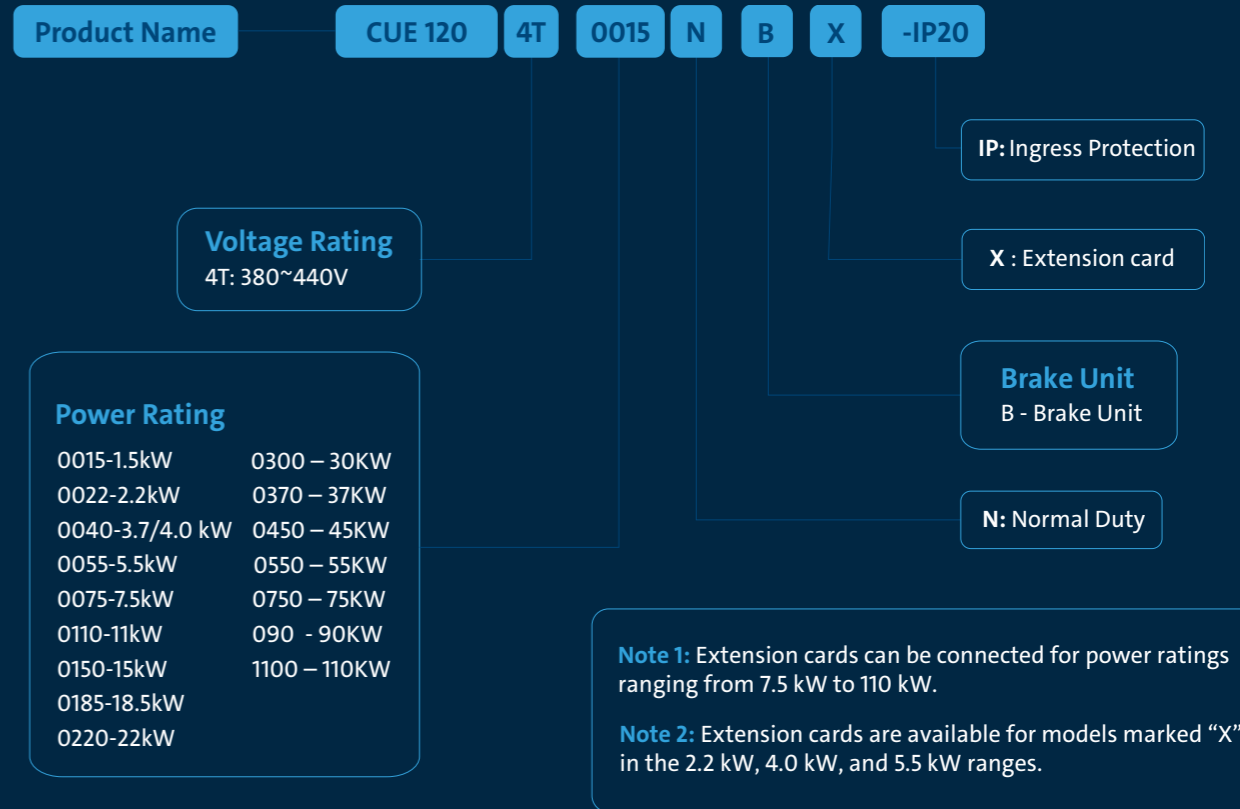 Product Name CUE 120 4T 0015 N B X -IP20
IP: Ingress Protection
X : Extension card
Voltage Rating
4T: 380~440V
Brake Unit
B - Brake Unit
Power Rating
0015-1.5kW 0300 – 30KW
0022-2.2kW 0370 – 37KW
0040-3.7/4.0 kW 0450 – 45KW
0055-5.5kW 0550 – 55KW
0075-7.5kW 0750 – 75KW
0110-11kW 090 - 90KW
0150-15kW 1100 – 110KW
0185-18.5kW
0220-22kW
N: Normal Duty
Note 1: Extension cards can be connected for power ratings
ranging from 7.5 kW to 110 kW.
Note 2: Extension cards are available for models marked “X”
in the 2.2 kW, 4.0 kW, and 5.5 kW ranges.